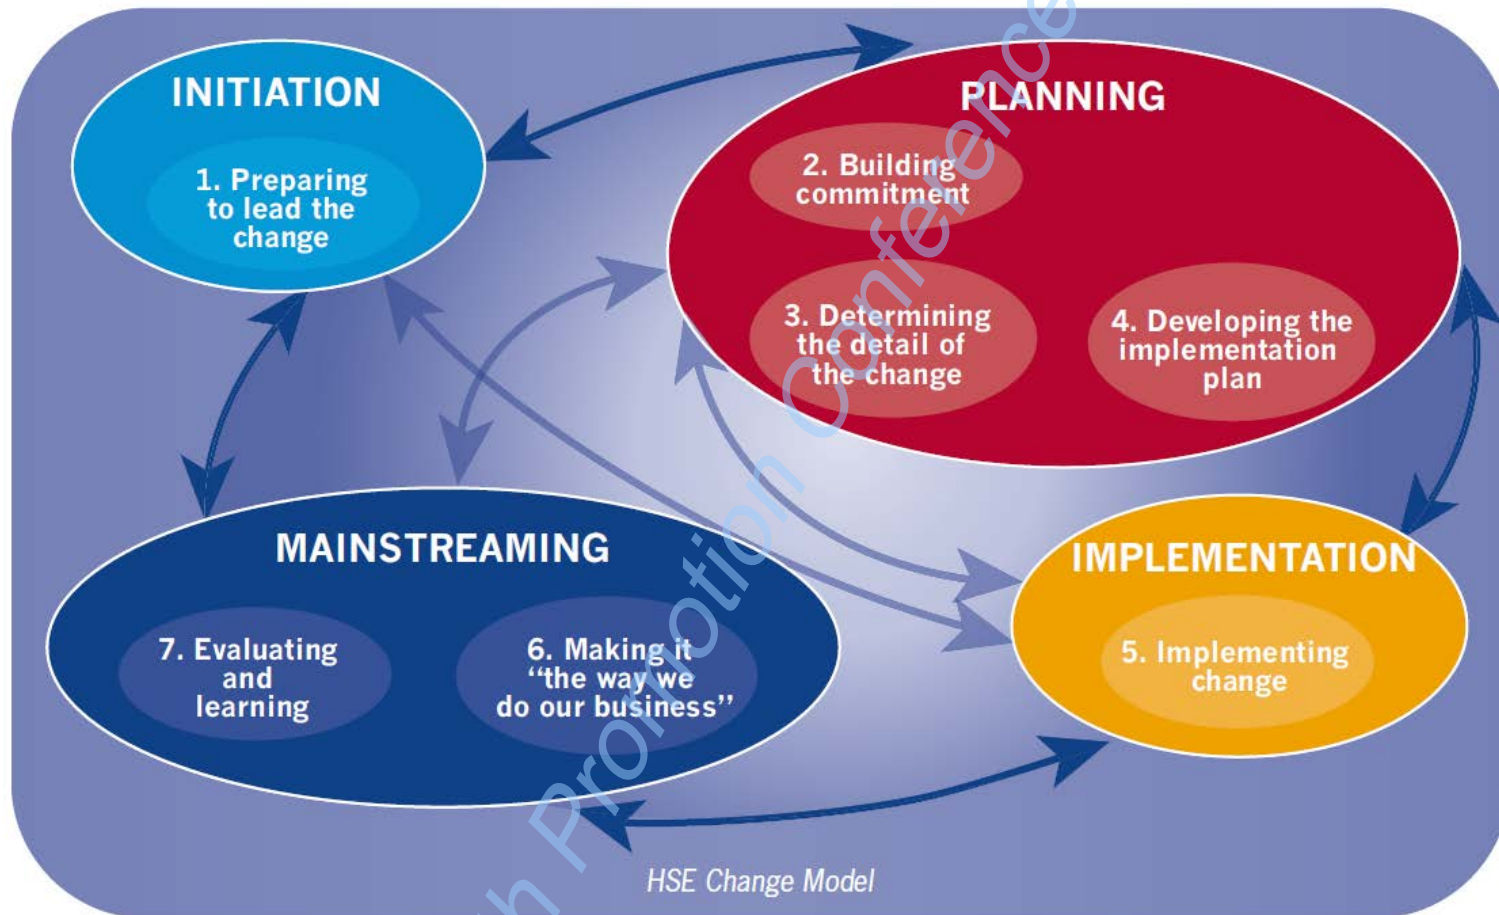 INITIATION
1. Preparing
to lead the
change
PLANNING
2. Building
commitment
3. Determining
the detail of
the change
4. Developing the
implementation
plan
MAINSTREAMING
7. Evaluating
and
learning
6. Making it
“the way we
do our business”
IMPLEMENTATION
5. Implementing
change
HSE Change Model
Promotion Conference